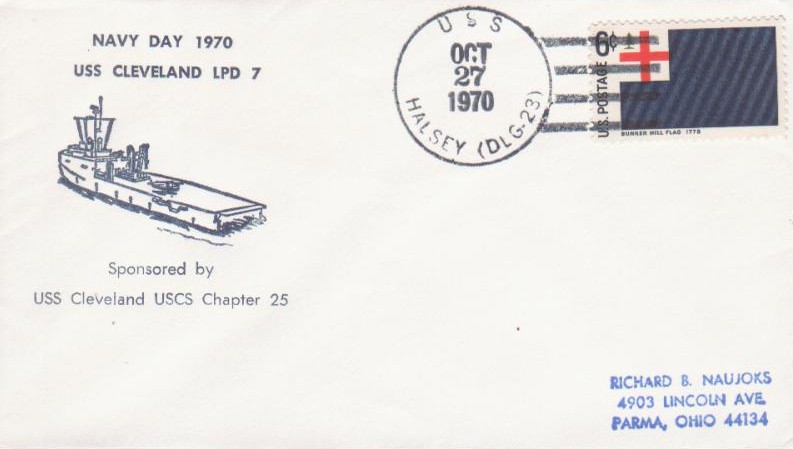 NAVY DAY 1970
USS CLEVELAND LPD 7
Sponsored by
USS Cleveland USCS Chapter 25
USS
OCT
27
1970
HALSEY (DLG-23)
6¢
U.S. POSTAGE
BUNKER HILL FLAG 1775
RICHARD B. NAUJOKS
4903 LINCOLN AVE.
PARMA, OHIO 44134